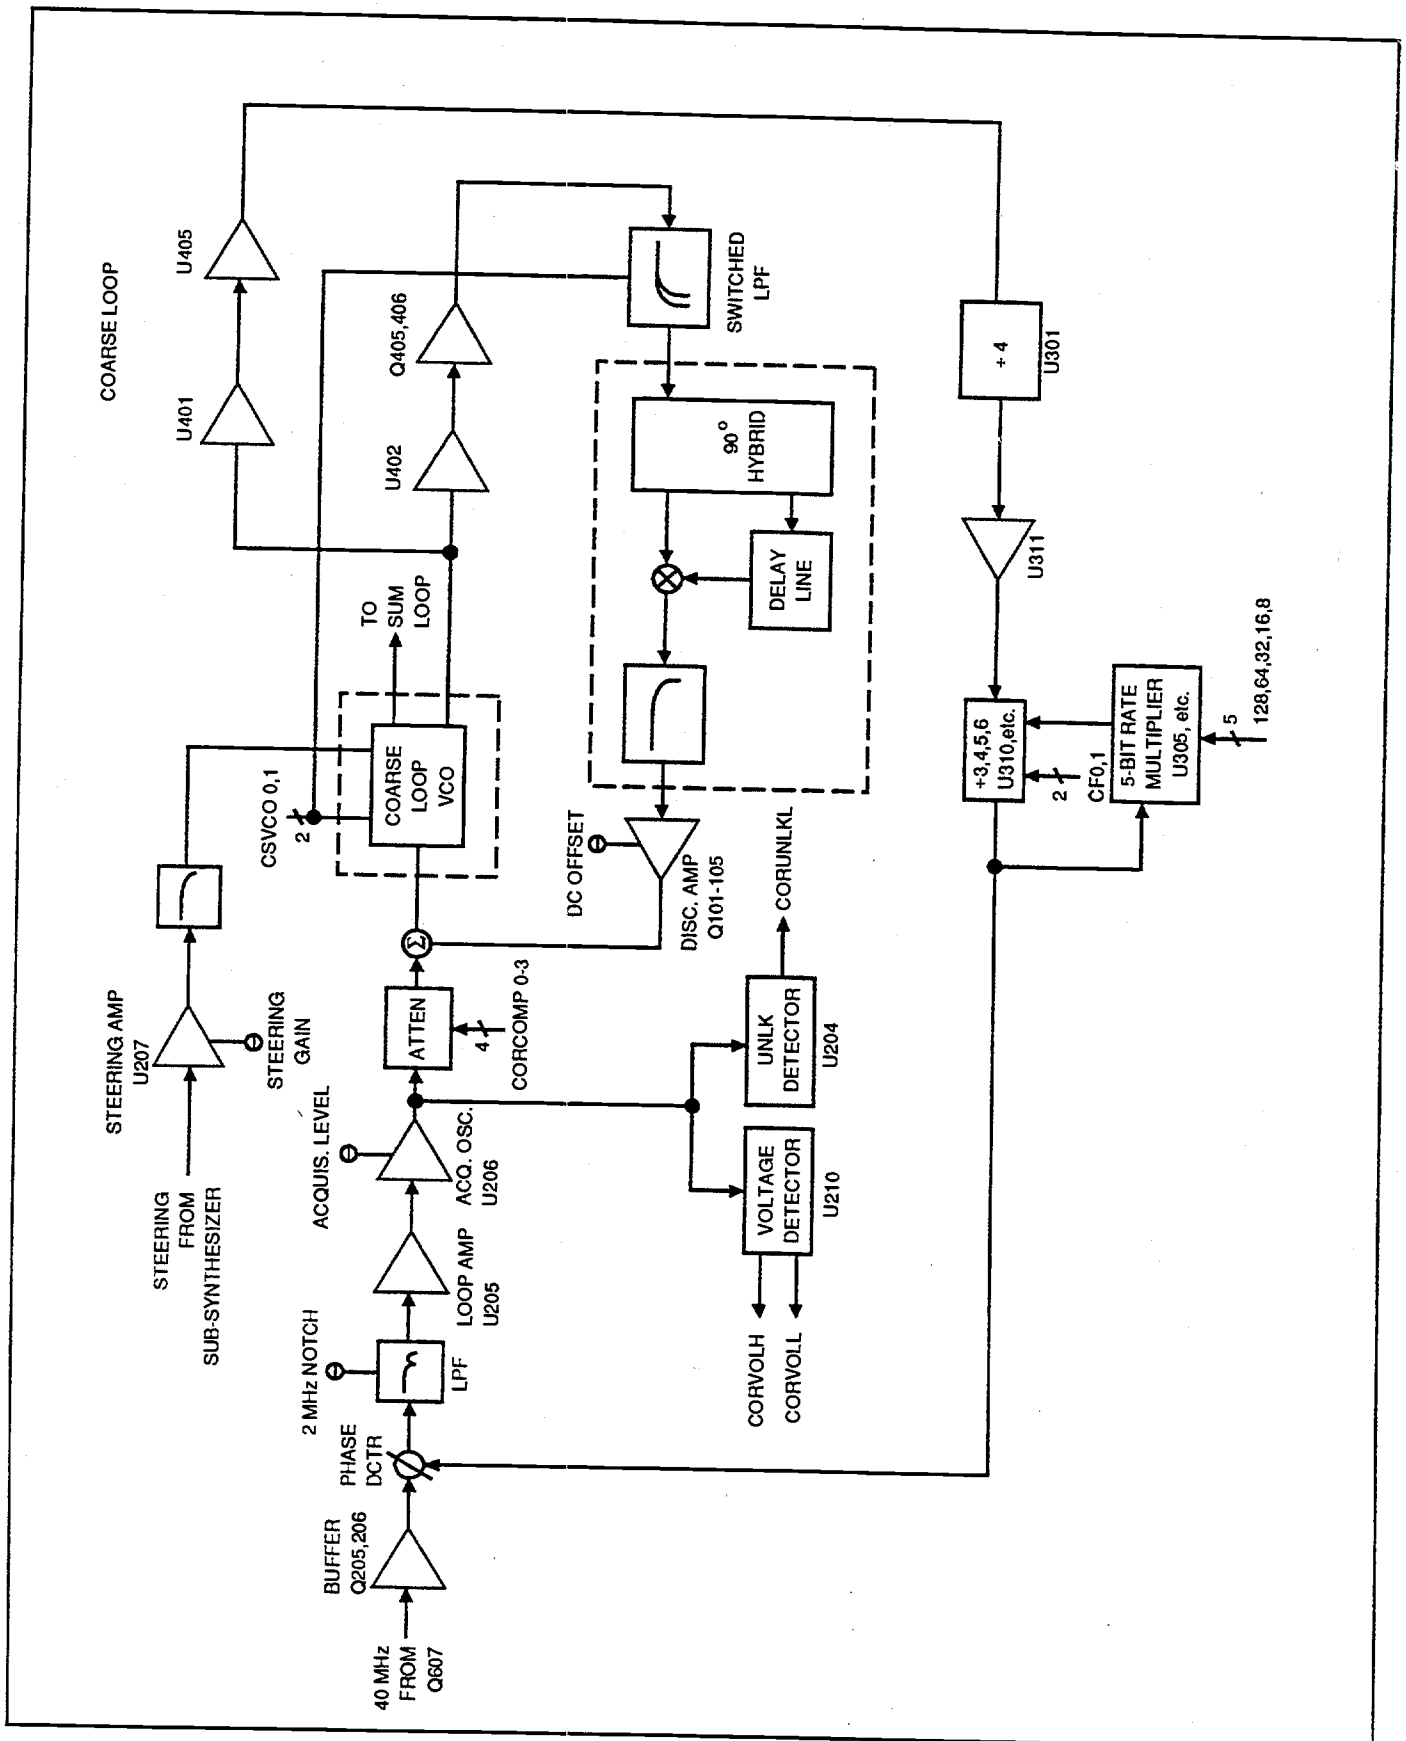 COARSE LOOP
STEERING
FROM
SUB-SYNTHESIZER
STEERING AMP
U207
STEERING
GAIN
CSVCO 0,1
2
U401
U405
40 MHz
FROM
Q607
BUFFER
Q205,206
PHASE
DCTR
2 MHz NOTCH
LPF
LOOP AMP
U205
ACQUIS. LEVEL
ACQ. OSC.
U206
ATTEN
4
CORCOMP 0-3
Σ
COARSE
LOOP
VCO
TO
SUM
LOOP
U402
Q405,406
SWITCHED
LPF
DC OFFSET
DISC. AMP
Q101-105
90°
HYBRID
DELAY
LINE
CORVOLH
CORVOLL
VOLTAGE
DETECTOR
U210
UNLK
DETECTOR
U204
CORUNLKL
÷3,4,5,6
U310,etc.
2
CF0,1
U311
÷ 4
U301
5-BIT RATE
MULTIPLIER
U305, etc.
5
128,64,32,16,8